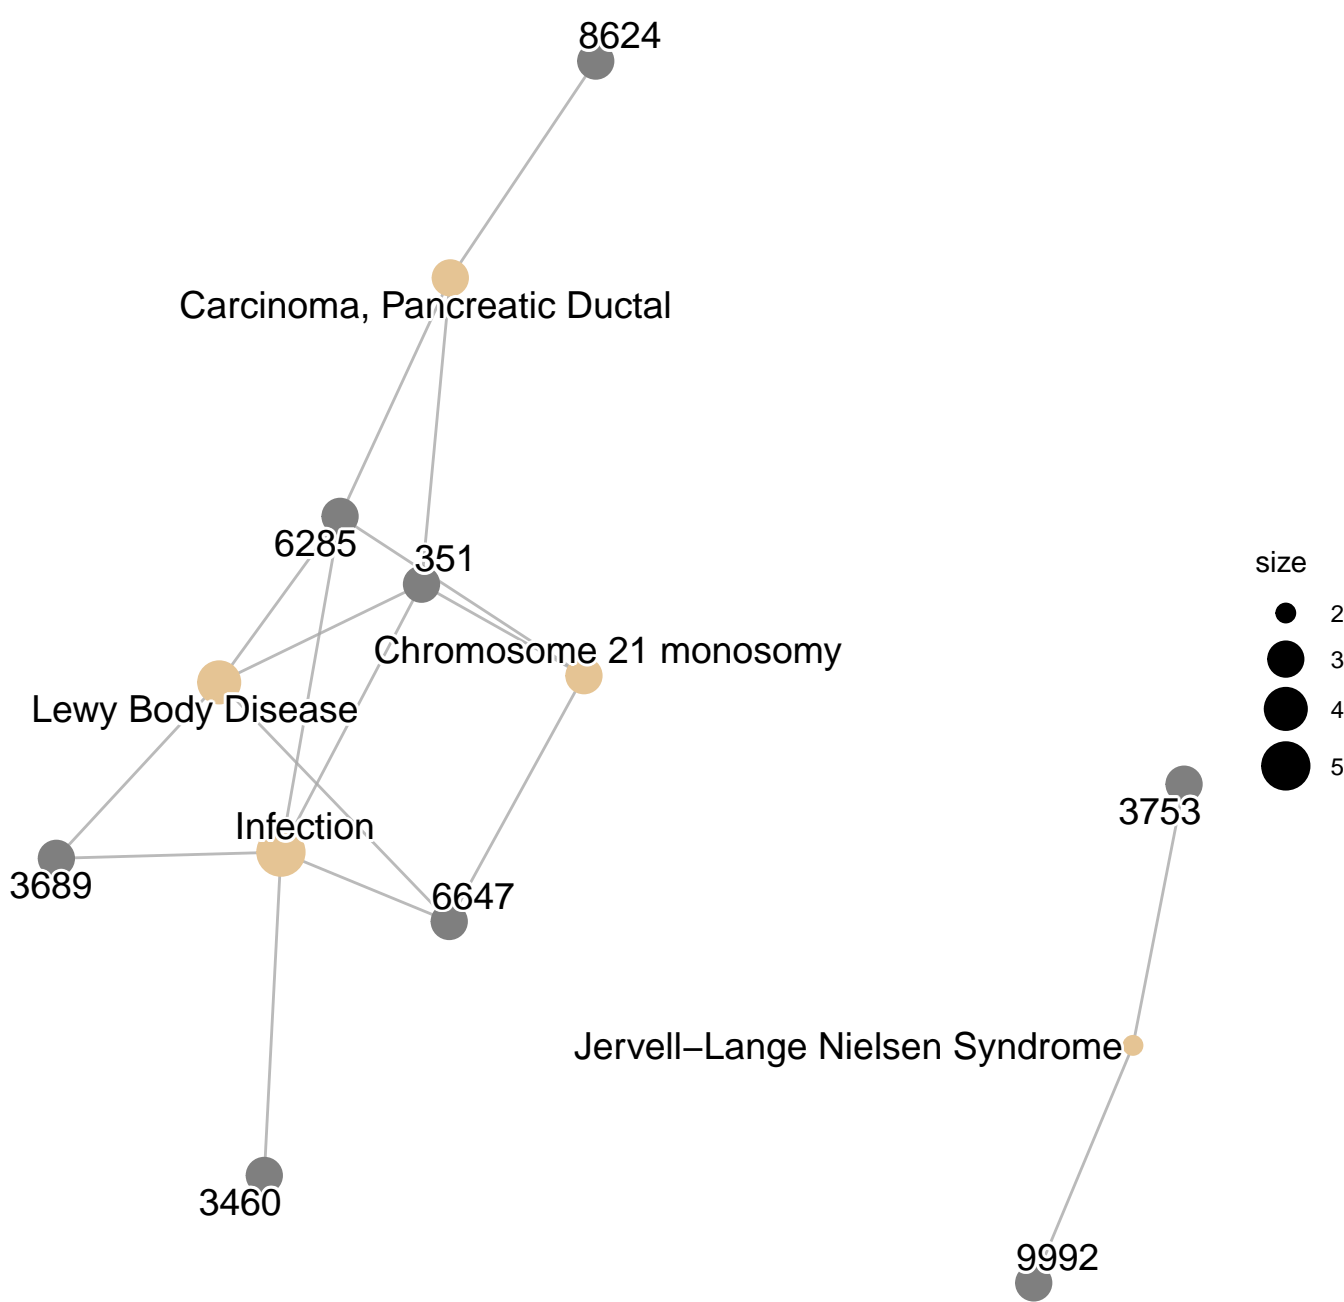 8624
Carcinoma, Pancreatic Ductal
6285
351
Chromosome 21 monosomy
Lewy Body Disease
Infection
3689
6647
3460
size
2
3
4
5
3753
Jervell–Lange Nielsen Syndrome
9992